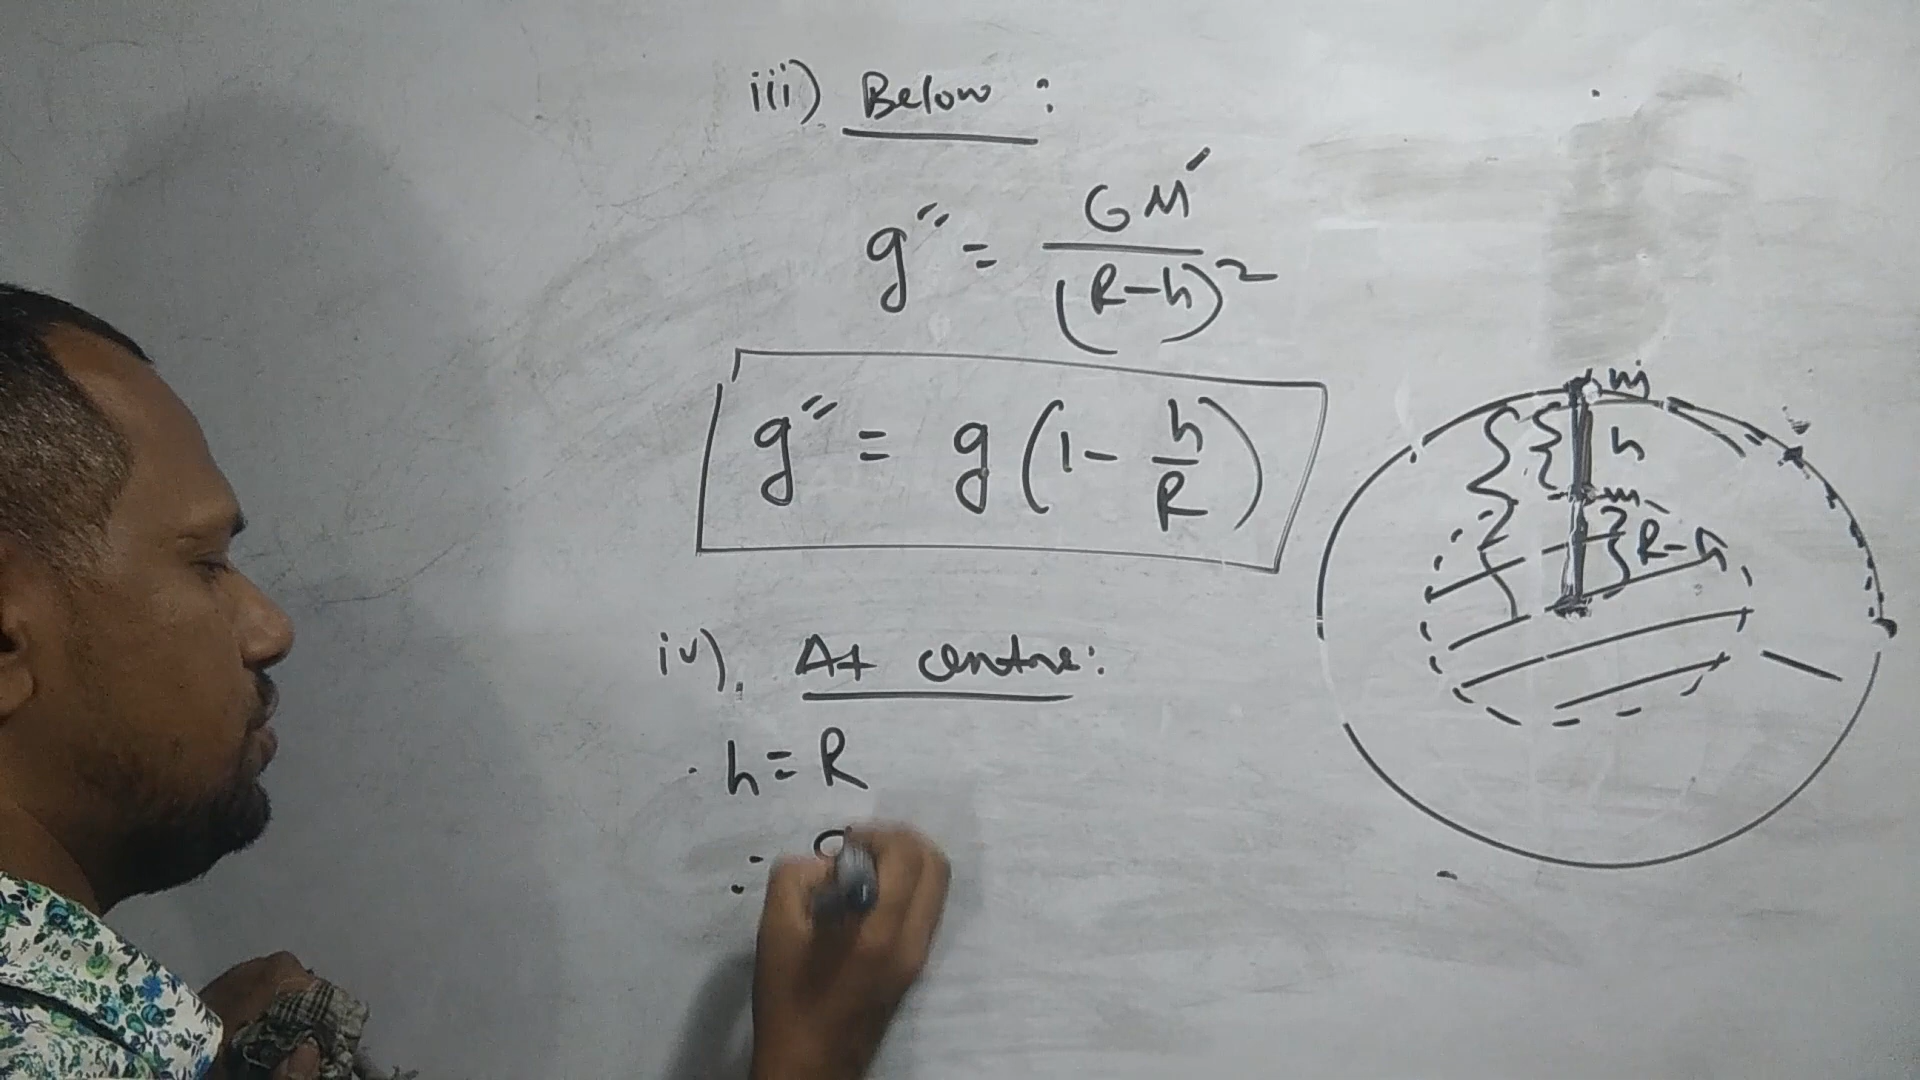 iii) Below :
g″ = GM′ / (R-h)²
g″ = g (1 - h/R)
iv). At centre:
h = R
m
h
m
R-h